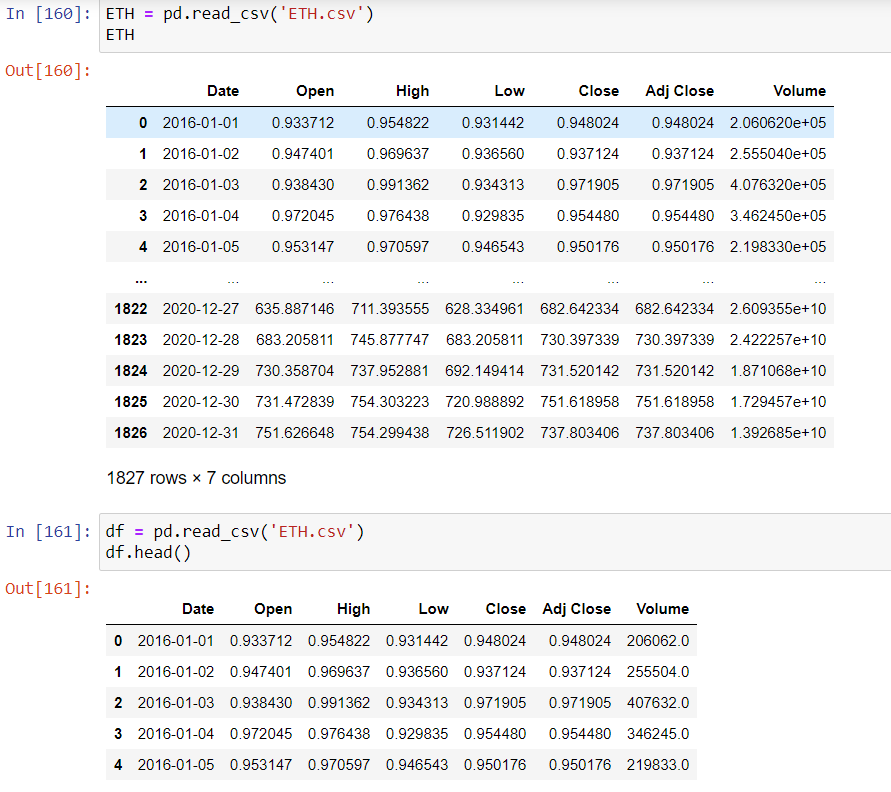 In [160]: ETH = pd.read_csv('ETH.csv')
ETH
Out[160]:
Date Open High Low Close Adj Close Volume
0 2016-01-01 0.933712 0.954822 0.931442 0.948024 0.948024 2.060620e+05
1 2016-01-02 0.947401 0.969637 0.936560 0.937124 0.937124 2.555040e+05
2 2016-01-03 0.938430 0.991362 0.934313 0.971905 0.971905 4.076320e+05
3 2016-01-04 0.972045 0.976438 0.929835 0.954480 0.954480 3.462450e+05
4 2016-01-05 0.953147 0.970597 0.946543 0.950176 0.950176 2.198330e+05
... ... ... ... ... ... ... ...
1822 2020-12-27 635.887146 711.393555 628.334961 682.642334 682.642334 2.609355e+10
1823 2020-12-28 683.205811 745.877747 683.205811 730.397339 730.397339 2.422257e+10
1824 2020-12-29 730.358704 737.952881 692.149414 731.520142 731.520142 1.871068e+10
1825 2020-12-30 731.472839 754.303223 720.988892 751.618958 751.618958 1.729457e+10
1826 2020-12-31 751.626648 754.299438 726.511902 737.803406 737.803406 1.392685e+10
1827 rows × 7 columns
In [161]: df = pd.read_csv('ETH.csv')
df.head()
Out[161]:
Date Open High Low Close Adj Close Volume
0 2016-01-01 0.933712 0.954822 0.931442 0.948024 0.948024 206062.0
1 2016-01-02 0.947401 0.969637 0.936560 0.937124 0.937124 255504.0
2 2016-01-03 0.938430 0.991362 0.934313 0.971905 0.971905 407632.0
3 2016-01-04 0.972045 0.976438 0.929835 0.954480 0.954480 346245.0
4 2016-01-05 0.953147 0.970597 0.946543 0.950176 0.950176 219833.0